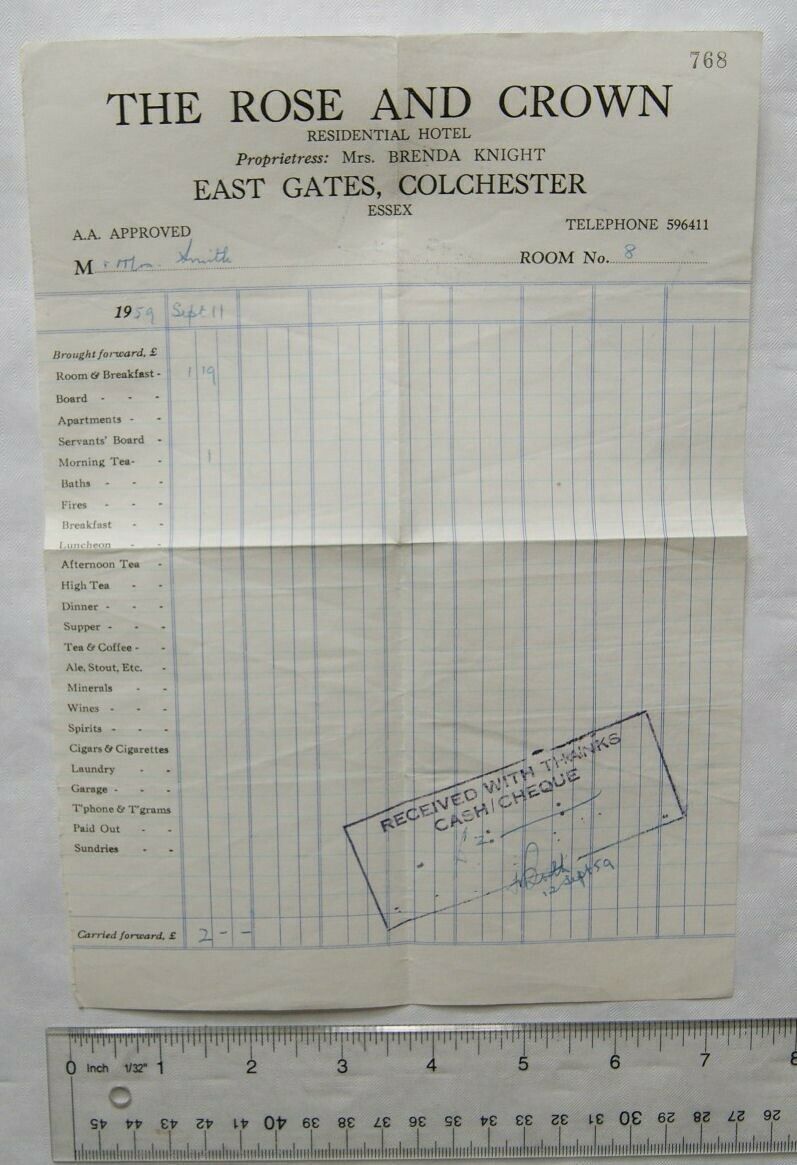 768
THE ROSE AND CROWN
RESIDENTIAL HOTEL
Proprietress: Mrs. BRENDA KNIGHT
EAST GATES, COLCHESTER
ESSEX
A.A. APPROVED
TELEPHONE 596411
M r Mrs. Smith ROOM No. 8
1959 Sept 11
Brought forward, £
Room & Breakfast - 1 19
Board - - -
Apartments - -
Servants' Board -
Morning Tea- - 1
Baths - - -
Fires - - -
Breakfast - -
Luncheon - -
Afternoon Tea -
High Tea - -
Dinner - - -
Supper - - -
Tea & Coffee - -
Ale, Stout, Etc. -
Minerals - -
Wines - - -
Spirits - - -
Cigars & Cigarettes
Laundry - -
Garage - - -
T'phone & T'grams
Paid Out - -
Sundries - -
RECEIVED WITH THANKS
CASH/CHEQUE
£2:
12 Sept 59
Carried forward, £ 2 - -
0 Inch 1/32" 1 2 3 4 5 6 7 8
45 44 43 42 41 40 39 38 37 36 35 34 33 32 31 30 29 28 27 26